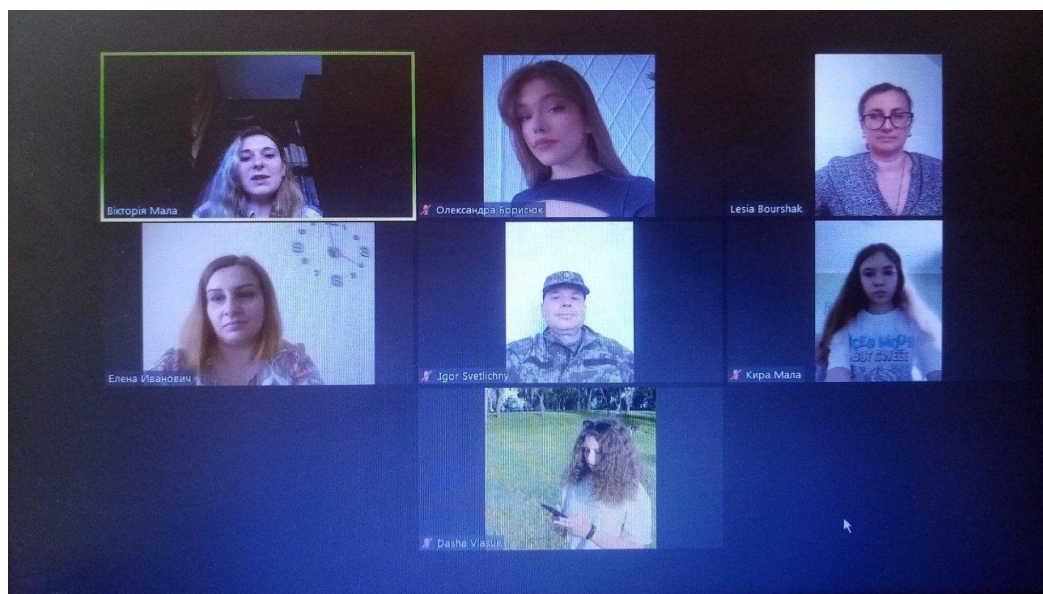 Вікторія Мала
Олександра Борисюк
Lesia Bourshak
Елена Иванович
Igor Svetlichny
Кира Мала
Dasha Vlasuk